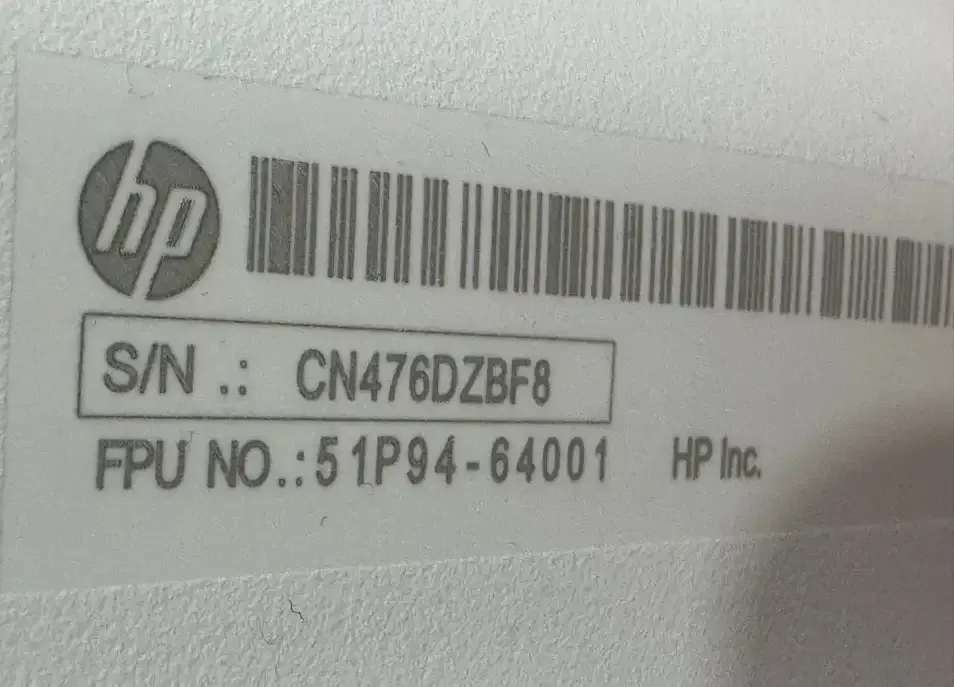 hp
S/N .: CN476DZBF8
FPU NO.:51P94-64001 HP Inc.